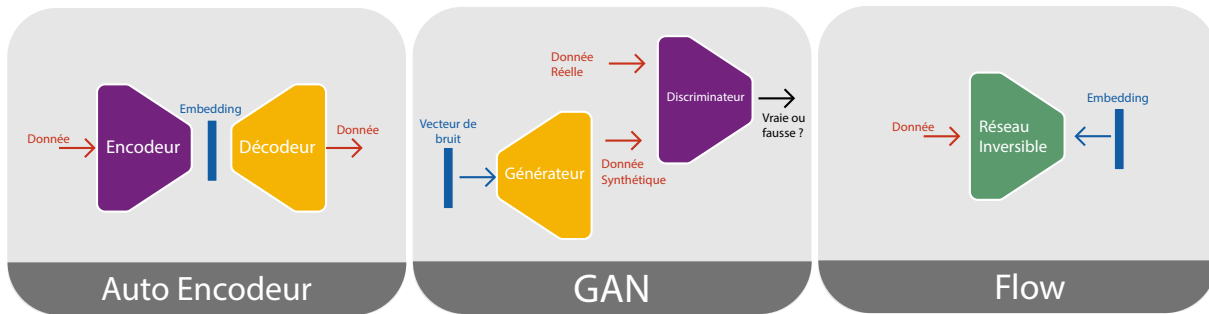 Donnée
Encodeur
Embedding
Décodeur
Donnée
Auto Encodeur
Vecteur de
bruit
Générateur
Donnée
Réelle
Donnée
Synthétique
Discriminateur
Vraie ou
fausse ?
GAN
Donnée
Réseau
Inversible
Embedding
Flow